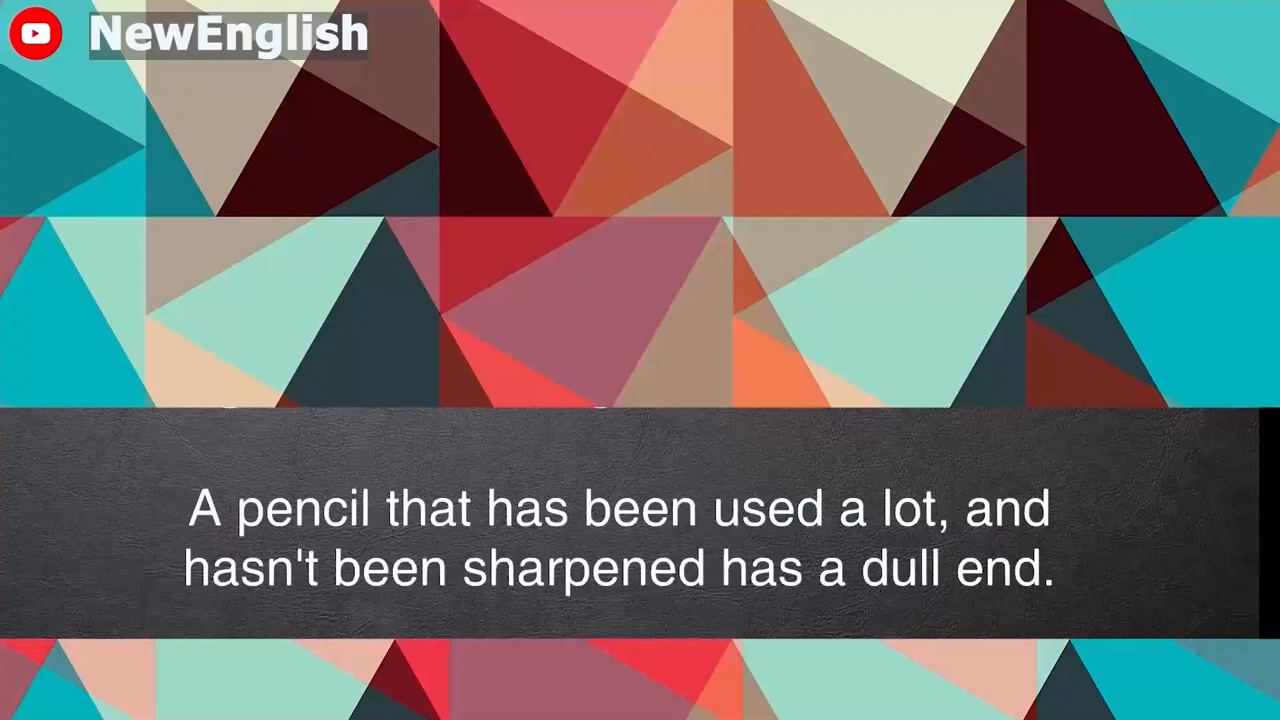 NewEnglish
A pencil that has been used a lot, and
hasn't been sharpened has a dull end.